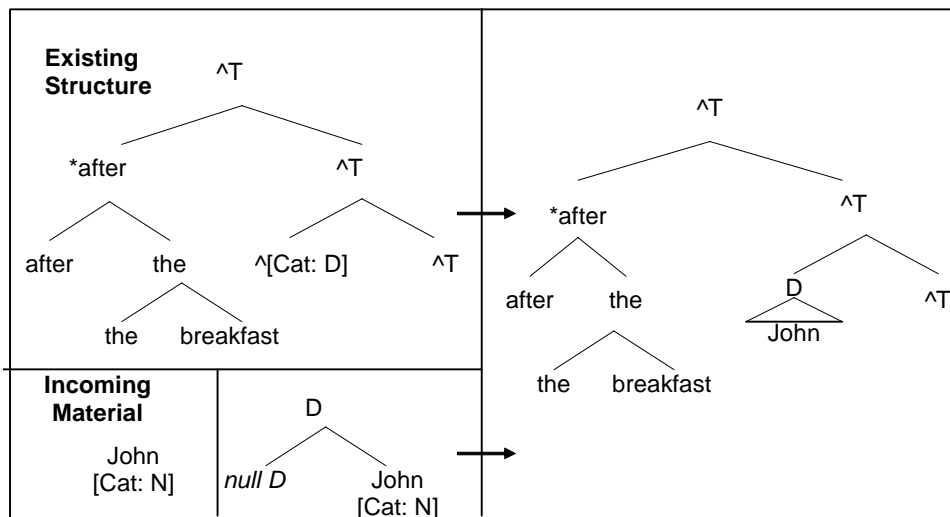 Existing
Structure
^T
*after ^T
after the ^[Cat: D] ^T
the breakfast
Incoming
Material
John
[Cat: N]
D
null D John
[Cat: N]
^T
*after ^T
after the D ^T
John
the breakfast